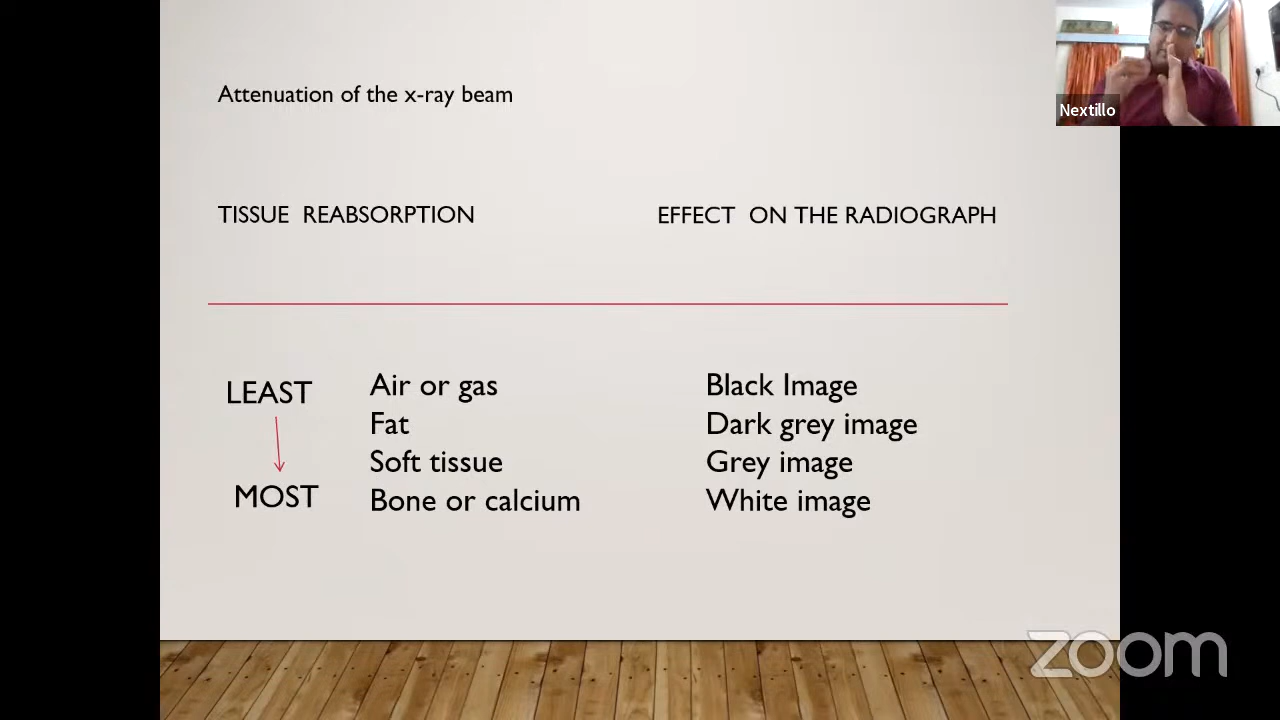 Attenuation of the x-ray beam
Nextillo
TISSUE REABSORPTION
EFFECT ON THE RADIOGRAPH
LEAST
MOST
Air or gas
Fat
Soft tissue
Bone or calcium
Black Image
Dark grey image
Grey image
White image
zoom